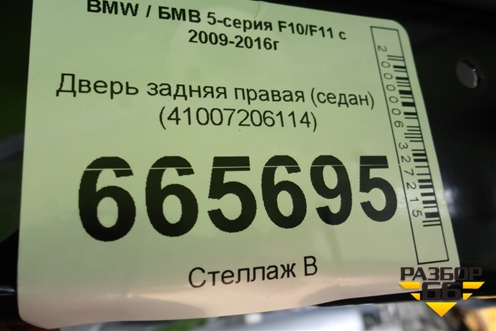 BMW / БМВ 5-серия F10/F11 с
2009-2016г
Дверь задняя правая (седан)
(41007206114)
665695
Стеллаж В
2000006327215
РАЗБОР
66